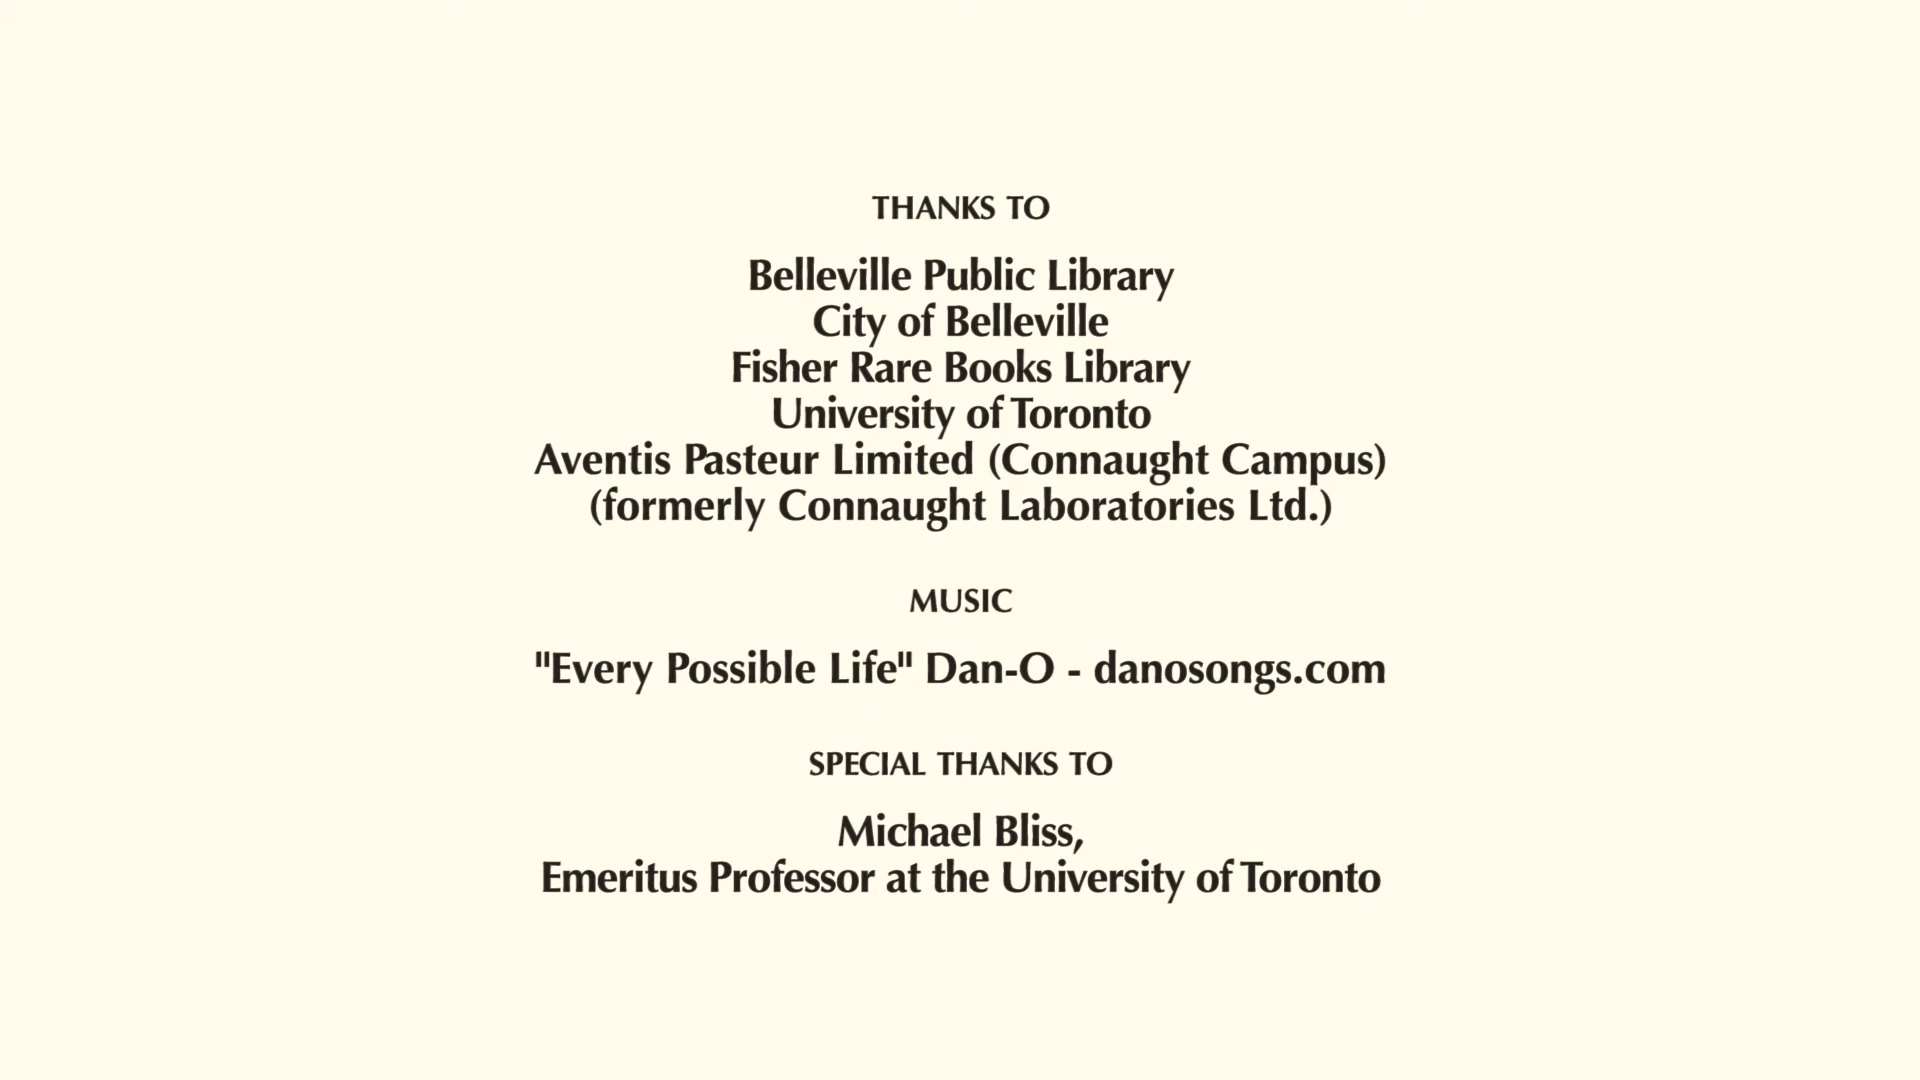 THANKS TO
Belleville Public Library
City of Belleville
Fisher Rare Books Library
University of Toronto
Aventis Pasteur Limited (Connaught Campus)
(formerly Connaught Laboratories Ltd.)
MUSIC
"Every Possible Life" Dan-O - danosongs.com
SPECIAL THANKS TO
Michael Bliss,
Emeritus Professor at the University of Toronto